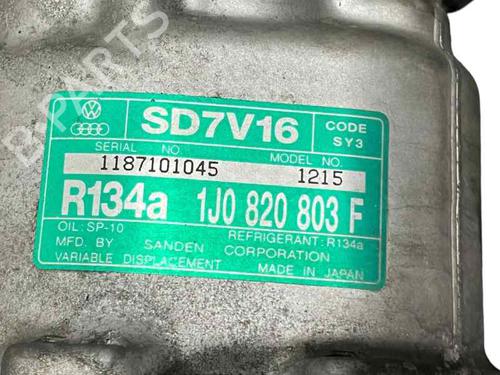 B-PARTS
SD7V16
CODE
SY3
SERIAL NO.
MODEL NO.
1187101045
1215
R134a
1J0 820 803 F
OIL: SP-10
REFRIGERANT: R134a
MFD. BY SANDEN CORPORATION
VARIABLE DISPLACEMENT MADE IN JAPAN